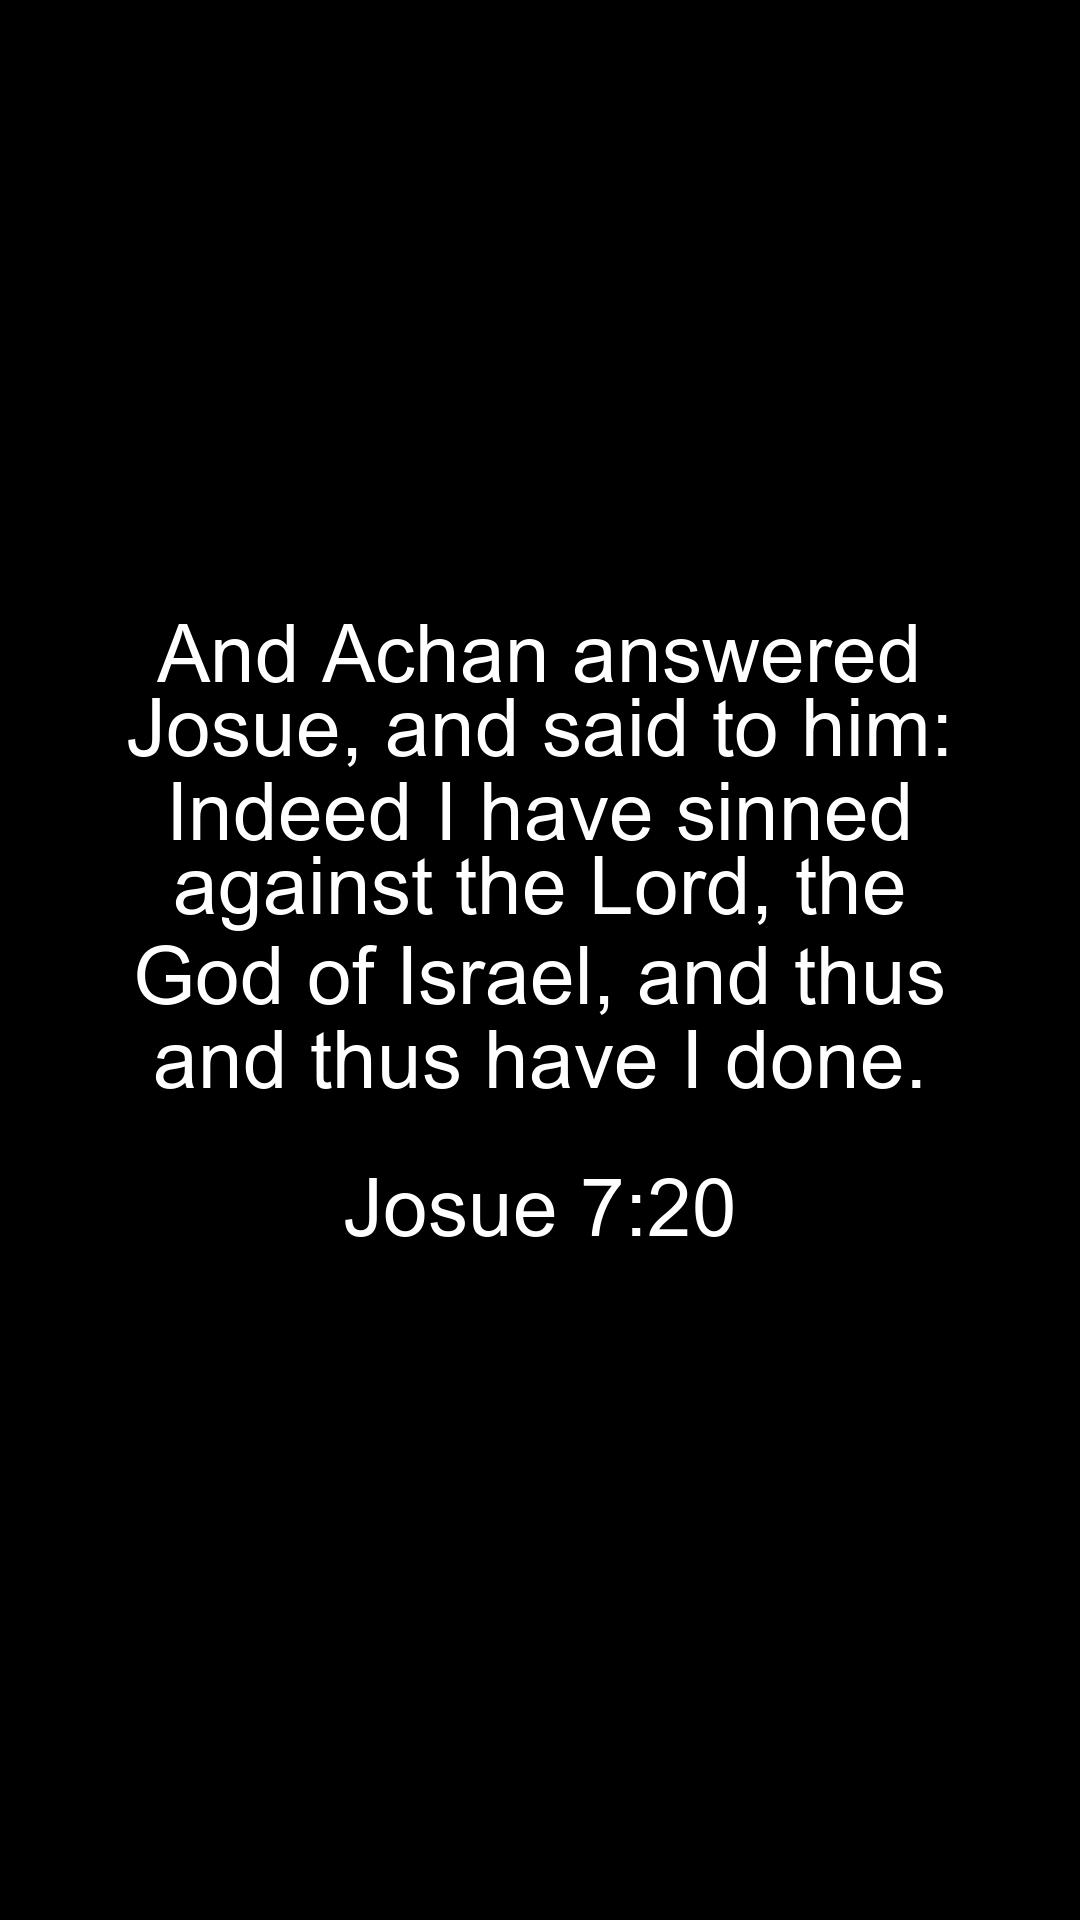 And Achan answered
Josue, and said to him:
Indeed I have sinned
against the Lord, the
God of Israel, and thus
and thus have I done.
Josue 7:20